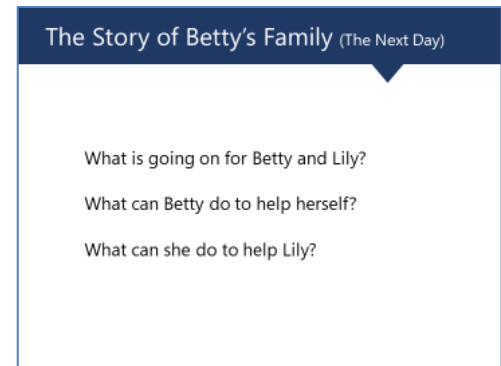 The Story of Betty’s Family (The Next Day)
What is going on for Betty and Lily?
What can Betty do to help herself?
What can she do to help Lily?